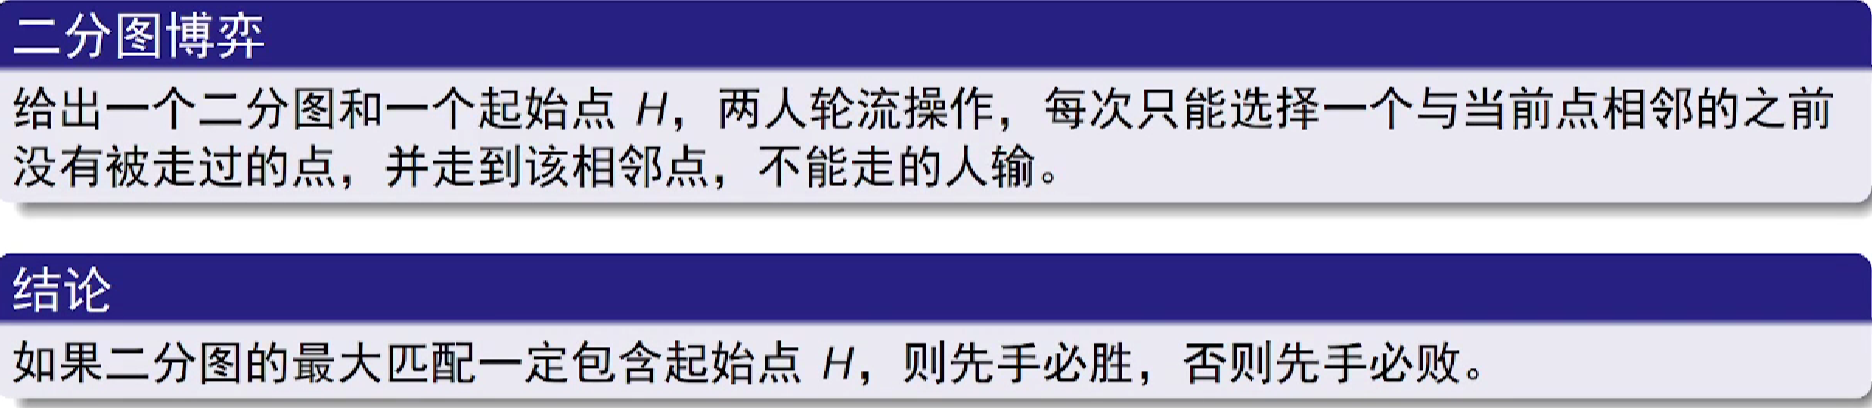 二分图博弈
给出一个二分图和一个起始点 H，两人轮流操作，每次只能选择一个与当前点相邻的之前
没有被走过的点，并走到该相邻点，不能走的人输。
结论
如果二分图的最大匹配一定包含起始点 H，则先手必胜，否则先手必败。